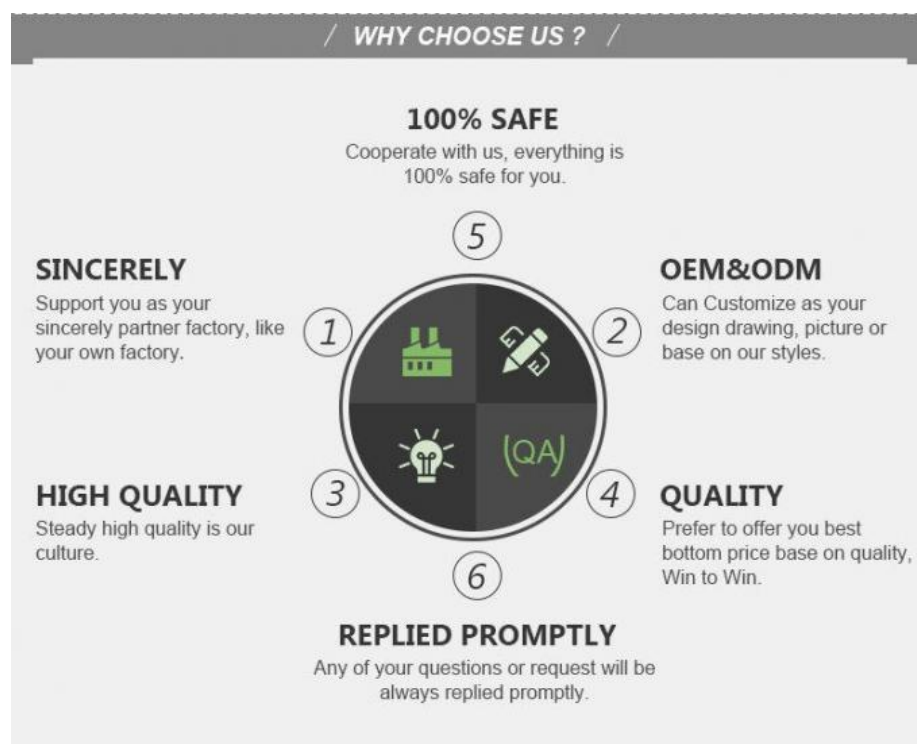 / WHY CHOOSE US ? /
100% SAFE
Cooperate with us, everything is
100% safe for you.
5
SINCERELY
Support you as your
sincerely partner factory, like
your own factory.
1
2
OEM&ODM
Can Customize as your
design drawing, picture or
base on our styles.
(QA)
HIGH QUALITY
Steady high quality is our
culture.
3
4
QUALITY
Prefer to offer you best
bottom price base on quality,
Win to Win.
6
REPLIED PROMPTLY
Any of your questions or request will be
always replied promptly.